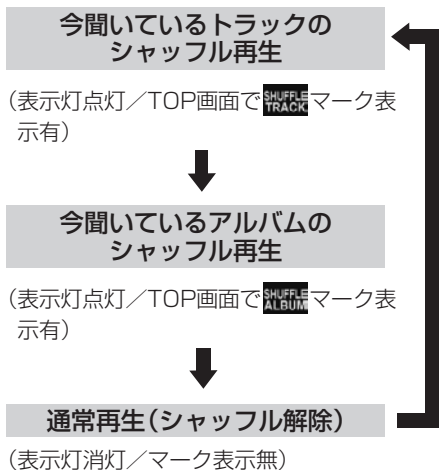 今聞いているトラックの
シャッフル再生
（表示灯点灯／TOP画面でSHUFFLE TRACKマーク表
示有）
今聞いているアルバムの
シャッフル再生
（表示灯点灯／TOP画面でSHUFFLE ALBUMマーク表
示有）
通常再生（シャッフル解除）
（表示灯消灯／マーク表示無）